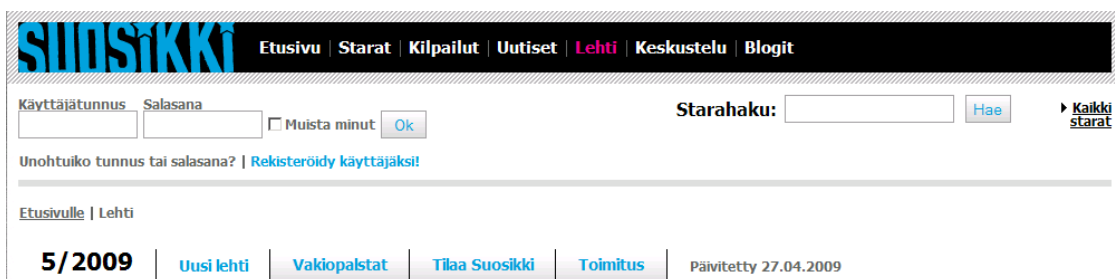 SUOSIKKI Etusivu | Starat | Kilpailut | Uutiset | Lehti | Keskustelu | Blogit
Käyttäjätunnus Salasana
Muista minut Ok
Starahaku: Hae
Kaikki
starat
Unohtuiko tunnus tai salasana? | Rekisteröidy käyttäjäksi!
Etusivulle | Lehti
5/2009 | Uusi lehti | Vakiopalstat | Tilaa Suosikki | Toimitus | Päivitetty 27.04.2009